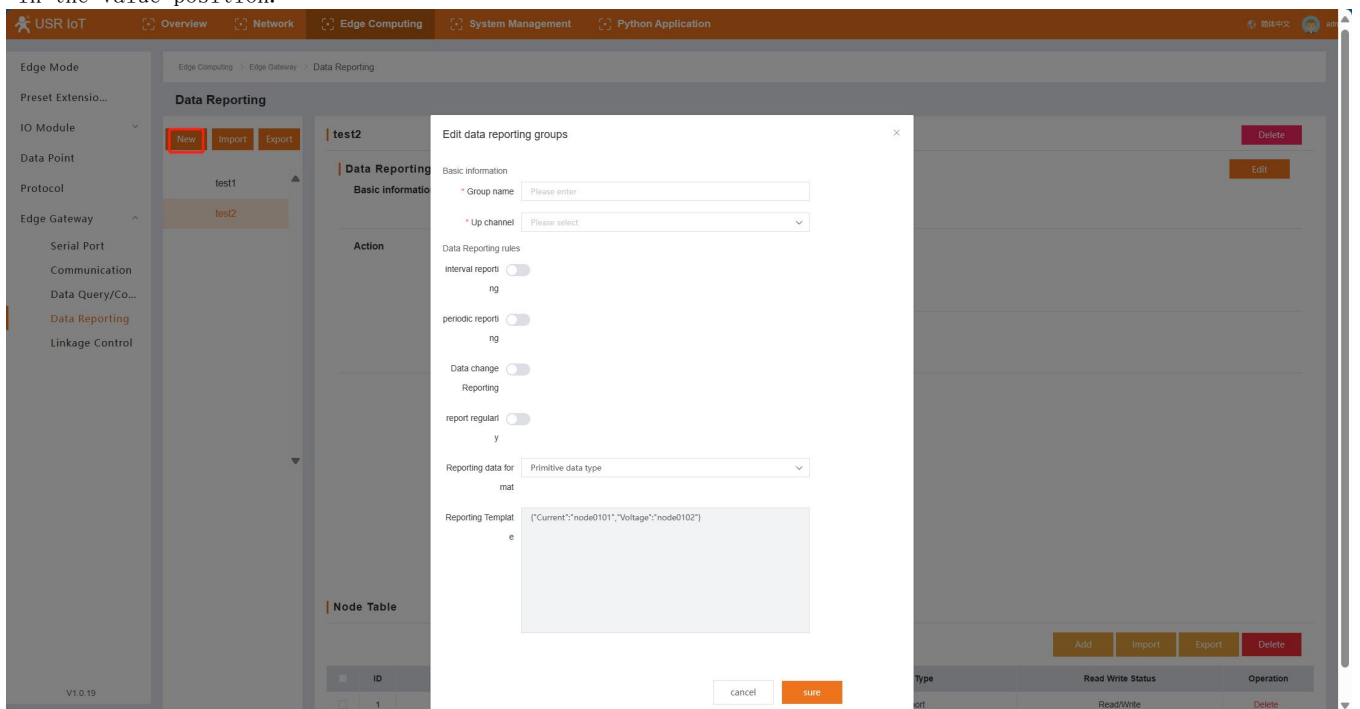 in the value position.
USR IoT
Overview
Network
Edge Computing
System Management
Python Application
简体中文
Edge Mode
Edge Computing > Edge Gateway > Data Reporting
Preset Extensio...
Data Reporting
IO Module
Data Point
Protocol
Edge Gateway
Serial Port
Communication
Data Query/Co...
Data Reporting
Linkage Control
V1.0.19
New
Import
Export
test1
test2
test2
Delete
Data Reporting
Edit
Basic informatio
Action
Node Table
Add
Import
Export
Delete
ID
Type
Read Write Status
Operation
1
ort
Read/Write
Delete
Edit data reporting groups
Basic information
* Group name
Please enter
* Up channel
Please select
Data Reporting rules
interval reporti
ng
periodic reporti
ng
Data change
Reporting
report regularl
y
Reporting data for
mat
Primitive data type
Reporting Templat
e
{"Current":"node0101","Voltage":"node0102"}
cancel
sure